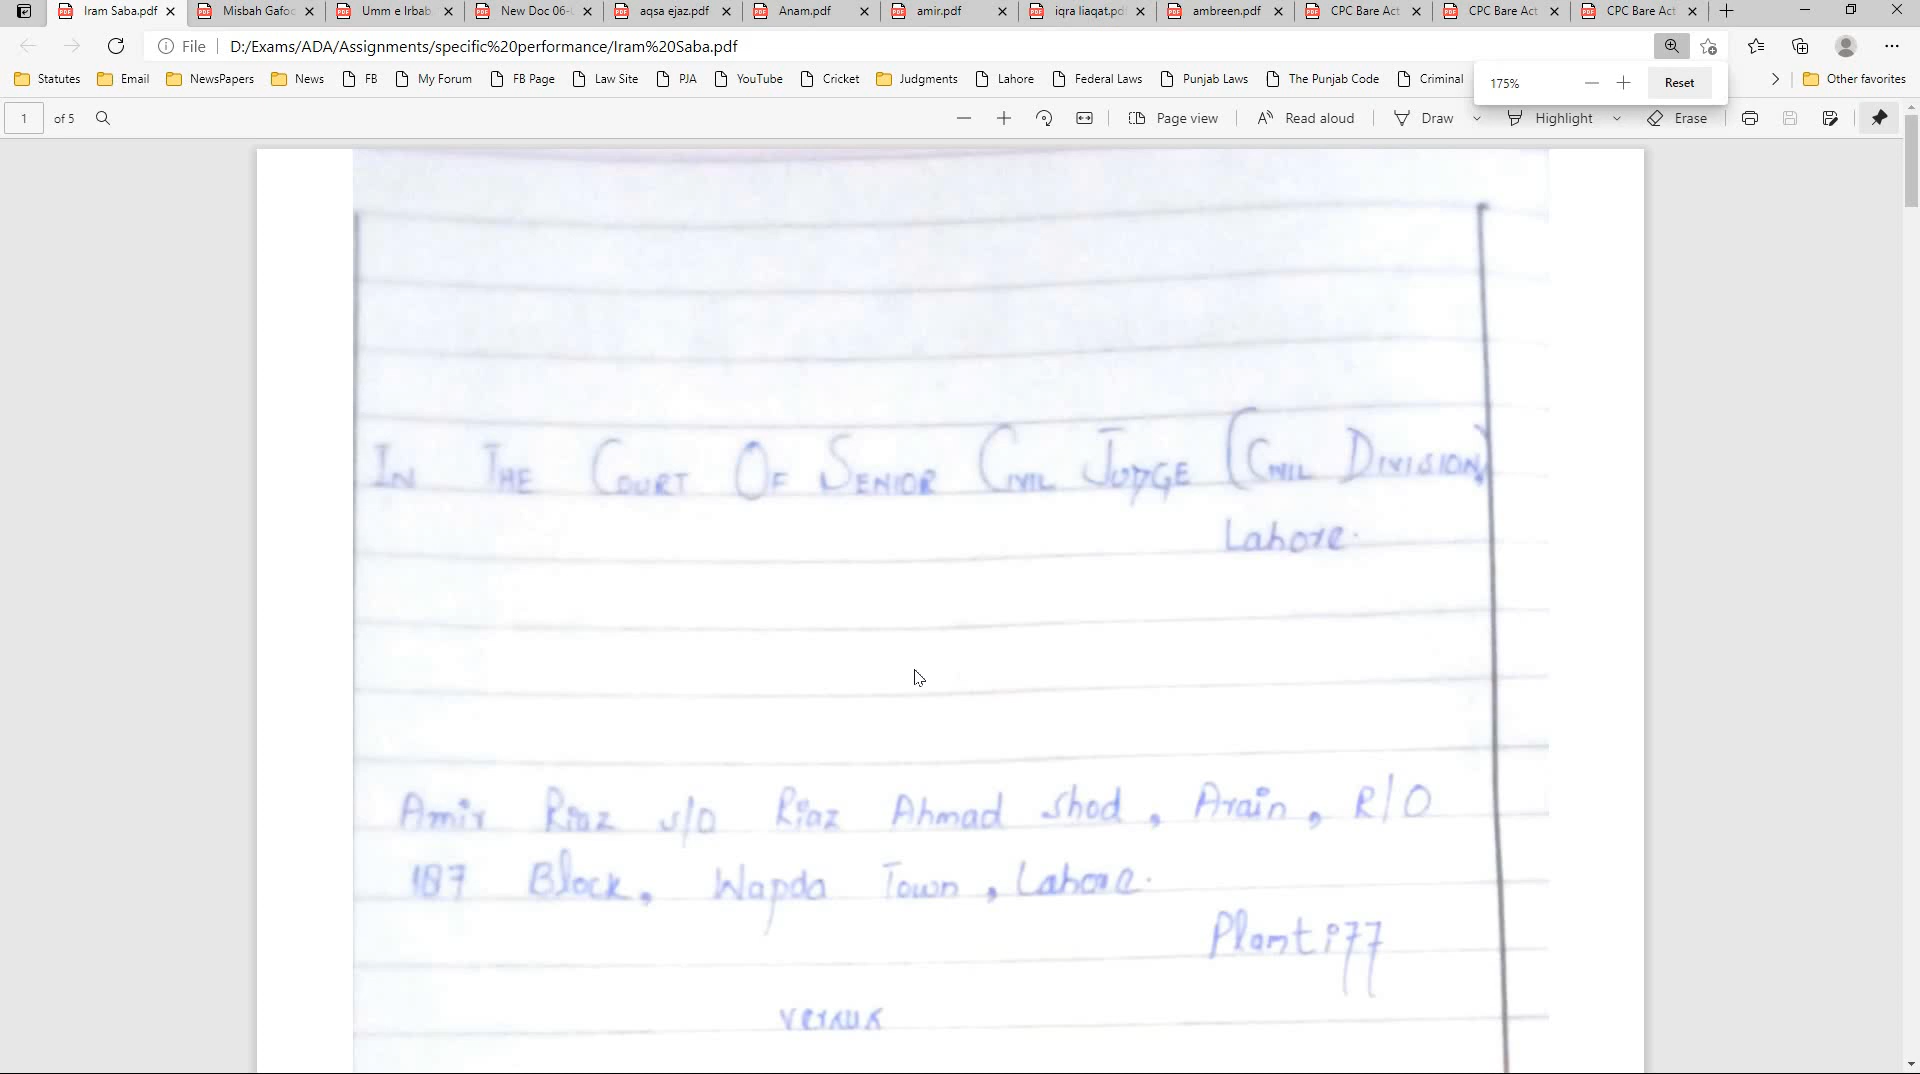 Iram Saba.pdf
Misbah Gafoo
Umm e Irbab
New Doc 06-
aqsa ejaz.pdf
Anam.pdf
amir.pdf
iqra liaqat.pd
ambreen.pdf
CPC Bare Act
CPC Bare Act
CPC Bare Act
File
D:/Exams/ADA/Assignments/specific%20performance/Iram%20Saba.pdf
Statutes
Email
NewsPapers
News
FB
My Forum
FB Page
Law Site
PJA
YouTube
Cricket
Judgments
Lahore
Federal Laws
Punjab Laws
The Punjab Code
Criminal
Other favorites
175%
Reset
1 of 5
Page view
Read aloud
Draw
Highlight
Erase
IN THE COURT OF SENIOR CIVIL JUDGE (CIVIL DIVISION)
Lahore.
Amir Riaz s/o Riaz Ahmad Shad, Arain, R/O
187 Block, Wapda Town, Lahore.
Plantiff
versus